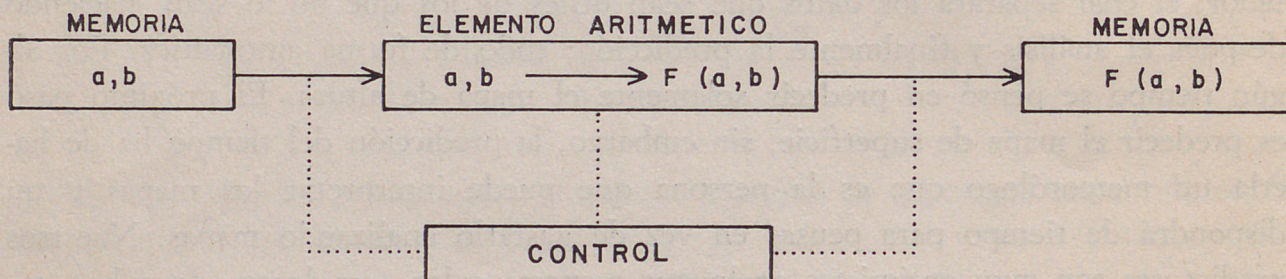 MEMORIA
ELEMENTO ARITMETICO
MEMORIA
a,b
a,b → F (a,b)
F (a,b)
CONTROL